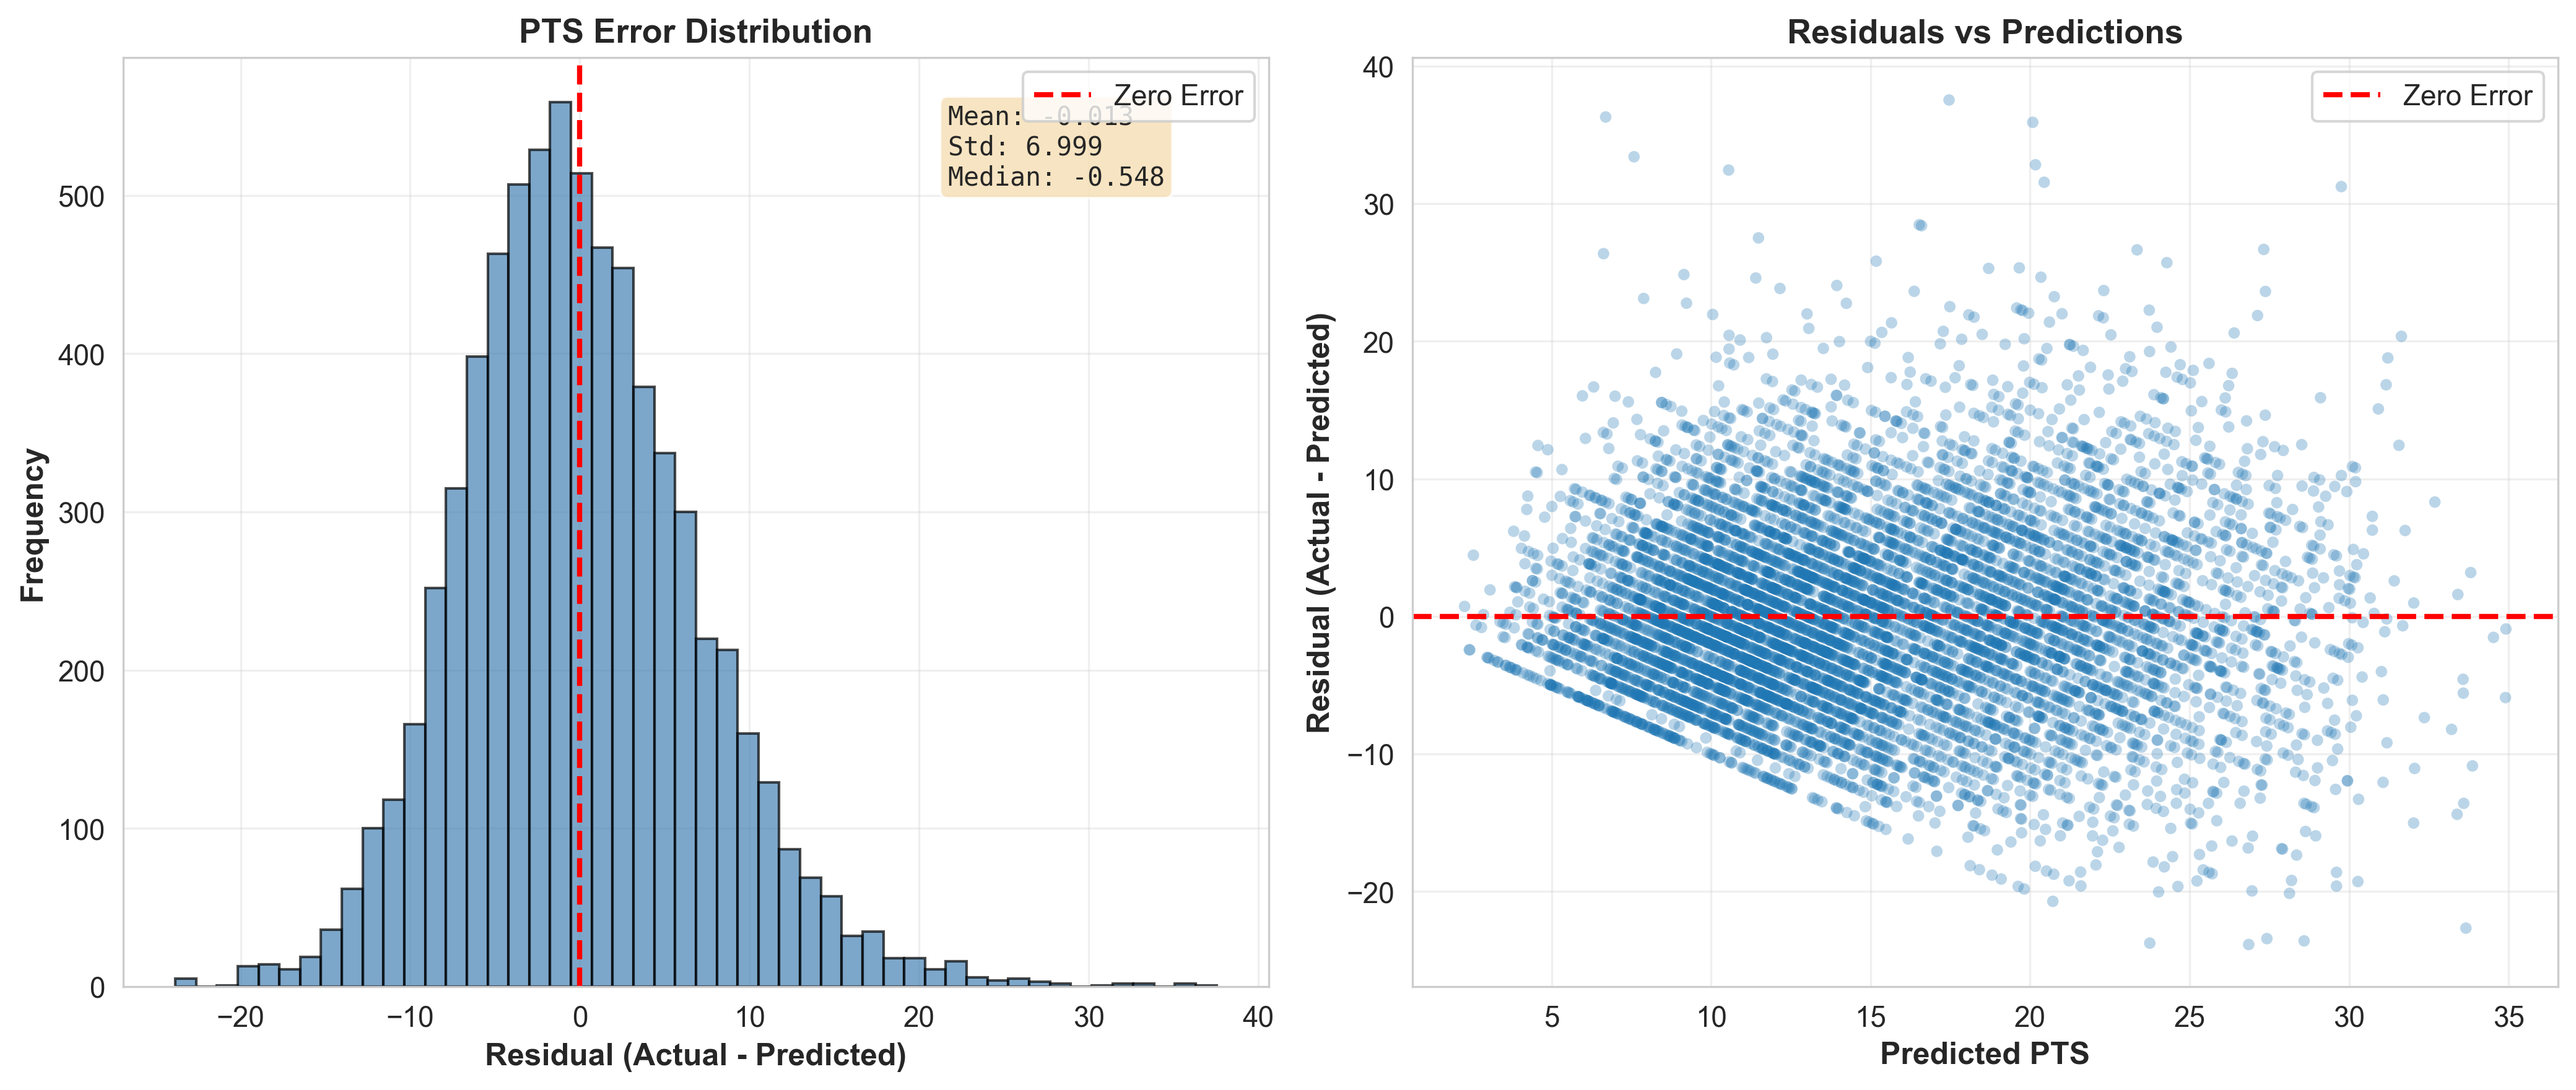 PTS Error Distribution
Zero Error
Mean: -0.013
Std: 6.999
Median: -0.548
Frequency
500
400
300
200
100
0
−20
−10
0
10
20
30
40
Residual (Actual - Predicted)
Residuals vs Predictions
Zero Error
Residual (Actual - Predicted)
40
30
20
10
0
−10
−20
5
10
15
20
25
30
35
Predicted PTS